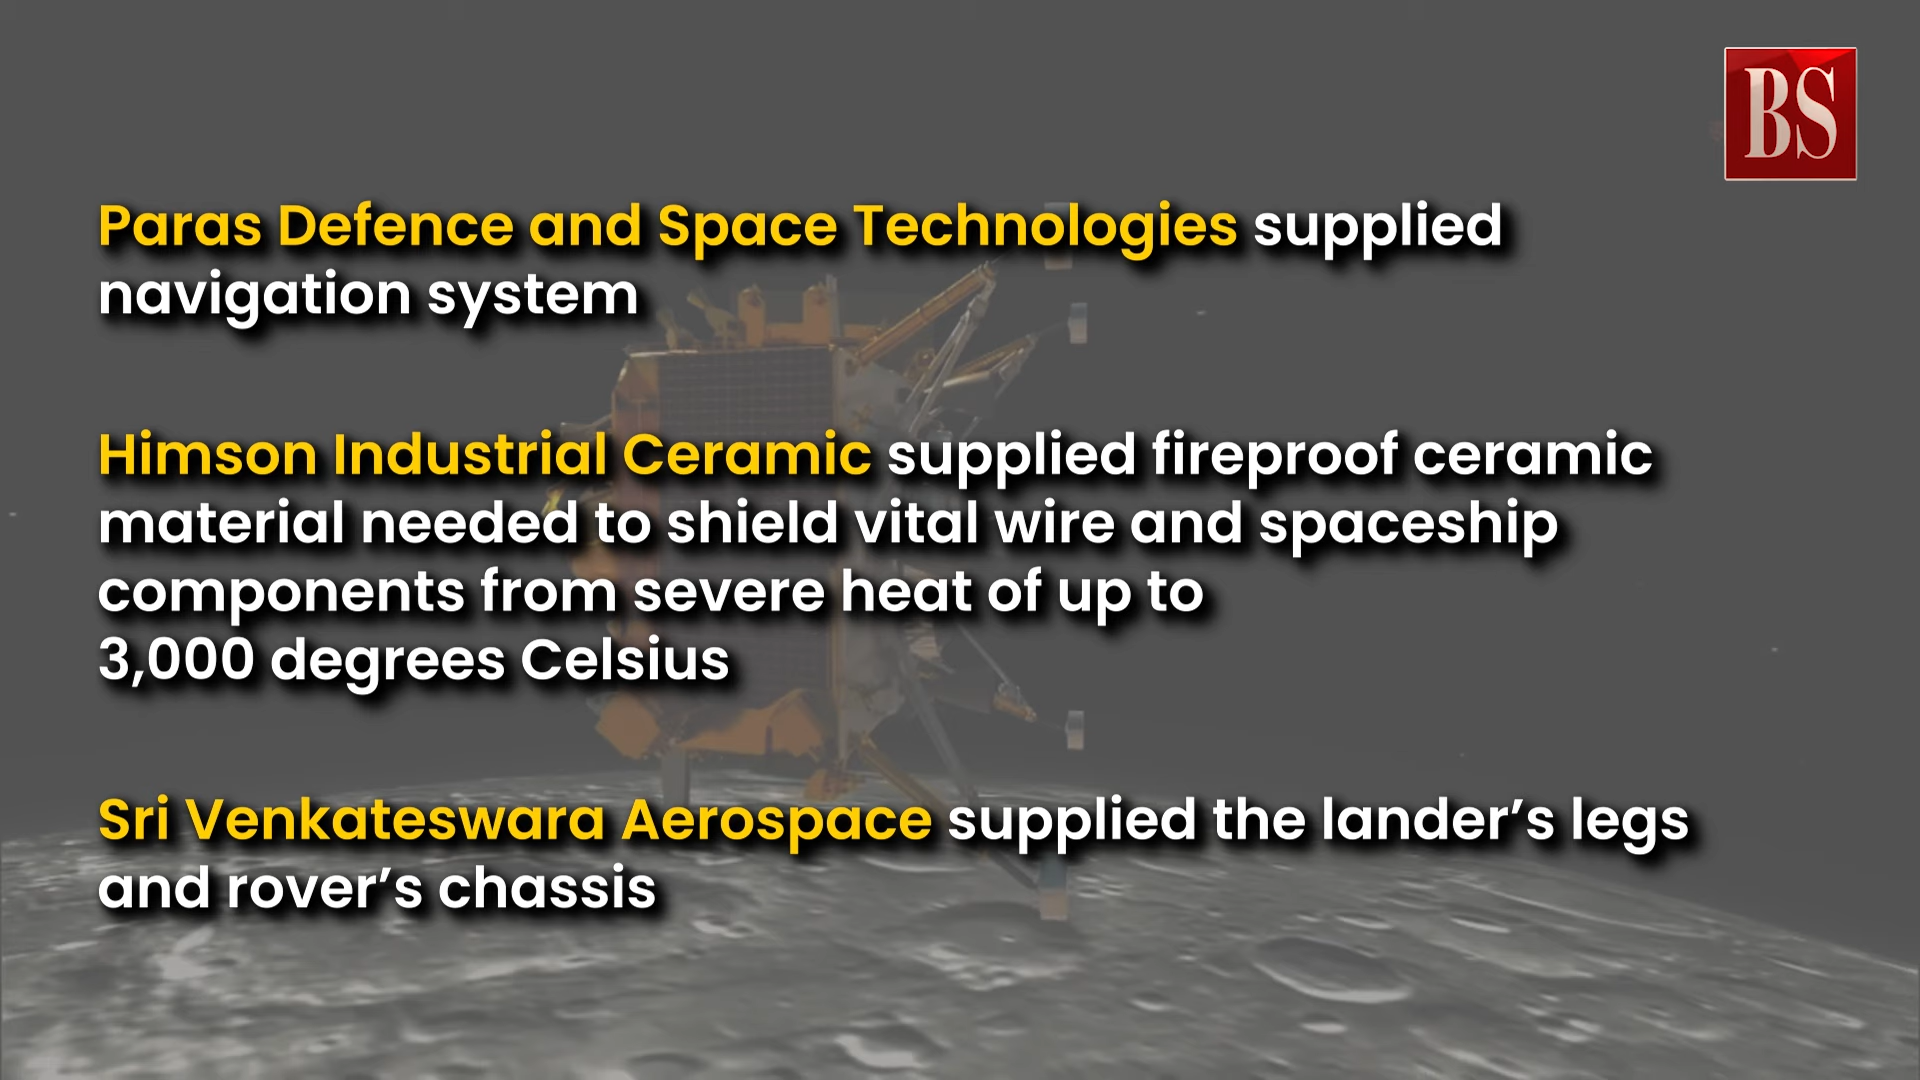 BS
Paras Defence and Space Technologies supplied
navigation system
Himson Industrial Ceramic supplied fireproof ceramic
material needed to shield vital wire and spaceship
components from severe heat of up to
3,000 degrees Celsius
Sri Venkateswara Aerospace supplied the lander’s legs
and rover’s chassis